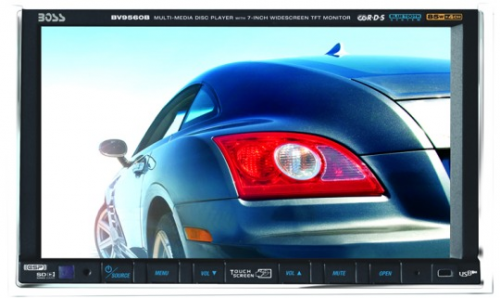 BOSS BV9560B MULTI-MEDIA DISC PLAYER WITH 7-INCH WIDESCREEN TFT MONITOR R·D·S
SOURCE MENU VOL ▼ TOUCH SCREEN VOL ▲ MUTE OPEN USB